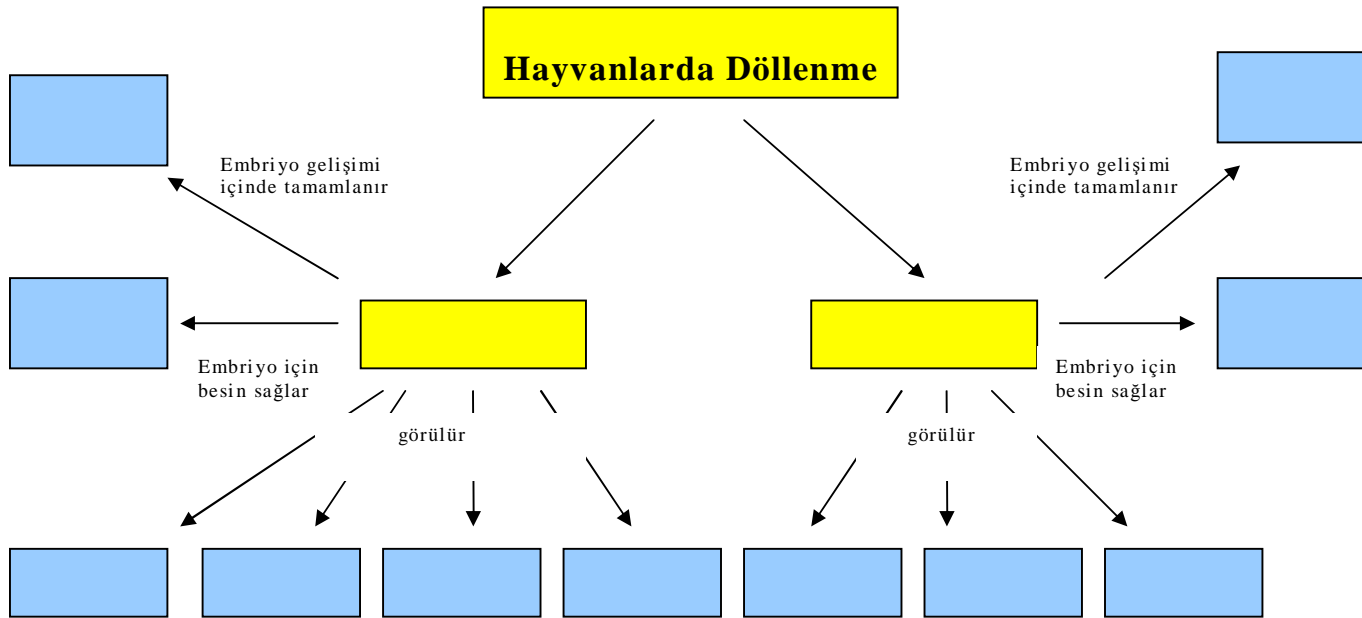 Hayvanlarda Döllenme
Embriyo gelişimi
içinde tamamlanır
Embriyo gelişimi
içinde tamamlanır
Embriyo için
besin sağlar
Embriyo için
besin sağlar
görülür
görülür